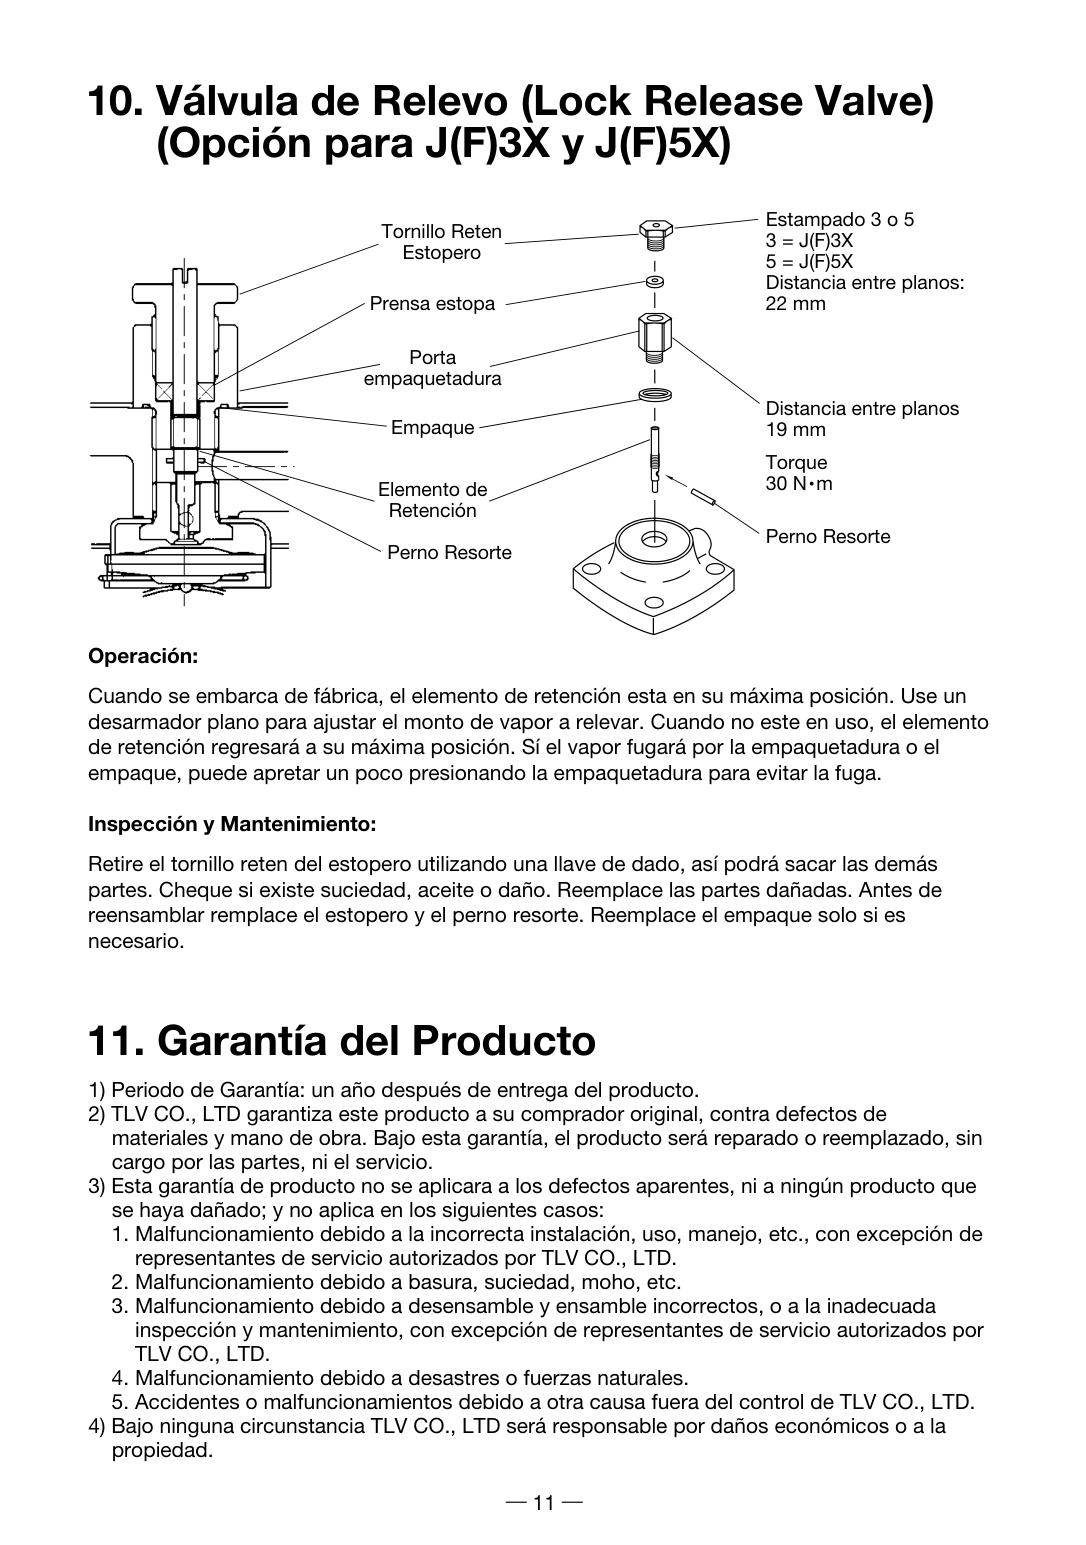 10. Válvula de Relevo (Lock Release Valve)
(Opción para J(F)3X y J(F)5X)
Tornillo Reten
Estopero
Prensa estopa
Porta
empaquetadura
Empaque
Elemento de
Retención
Perno Resorte
Estampado 3 o 5
3 = J(F)3X
5 = J(F)5X
Distancia entre planos:
22 mm
Distancia entre planos
19 mm
Torque
30 N•m
Perno Resorte
Operación:
Cuando se embarca de fábrica, el elemento de retención esta en su máxima posición. Use un
desarmador plano para ajustar el monto de vapor a relevar. Cuando no este en uso, el elemento
de retención regresará a su máxima posición. Sí el vapor fugará por la empaquetadura o el
empaque, puede apretar un poco presionando la empaquetadura para evitar la fuga.
Inspección y Mantenimiento:
Retire el tornillo reten del estopero utilizando una llave de dado, así podrá sacar las demás
partes. Cheque si existe suciedad, aceite o daño. Reemplace las partes dañadas. Antes de
reensamblar remplace el estopero y el perno resorte. Reemplace el empaque solo si es
necesario.
11. Garantía del Producto
1) Periodo de Garantía: un año después de entrega del producto.
2) TLV CO., LTD garantiza este producto a su comprador original, contra defectos de
materiales y mano de obra. Bajo esta garantía, el producto será reparado o reemplazado, sin
cargo por las partes, ni el servicio.
3) Esta garantía de producto no se aplicara a los defectos aparentes, ni a ningún producto que
se haya dañado; y no aplica en los siguientes casos:
1. Malfuncionamiento debido a la incorrecta instalación, uso, manejo, etc., con excepción de
representantes de servicio autorizados por TLV CO., LTD.
2. Malfuncionamiento debido a basura, suciedad, moho, etc.
3. Malfuncionamiento debido a desensamble y ensamble incorrectos, o a la inadecuada
inspección y mantenimiento, con excepción de representantes de servicio autorizados por
TLV CO., LTD.
4. Malfuncionamiento debido a desastres o fuerzas naturales.
5. Accidentes o malfuncionamientos debido a otra causa fuera del control de TLV CO., LTD.
4) Bajo ninguna circunstancia TLV CO., LTD será responsable por daños económicos o a la
propiedad.
— 11 —